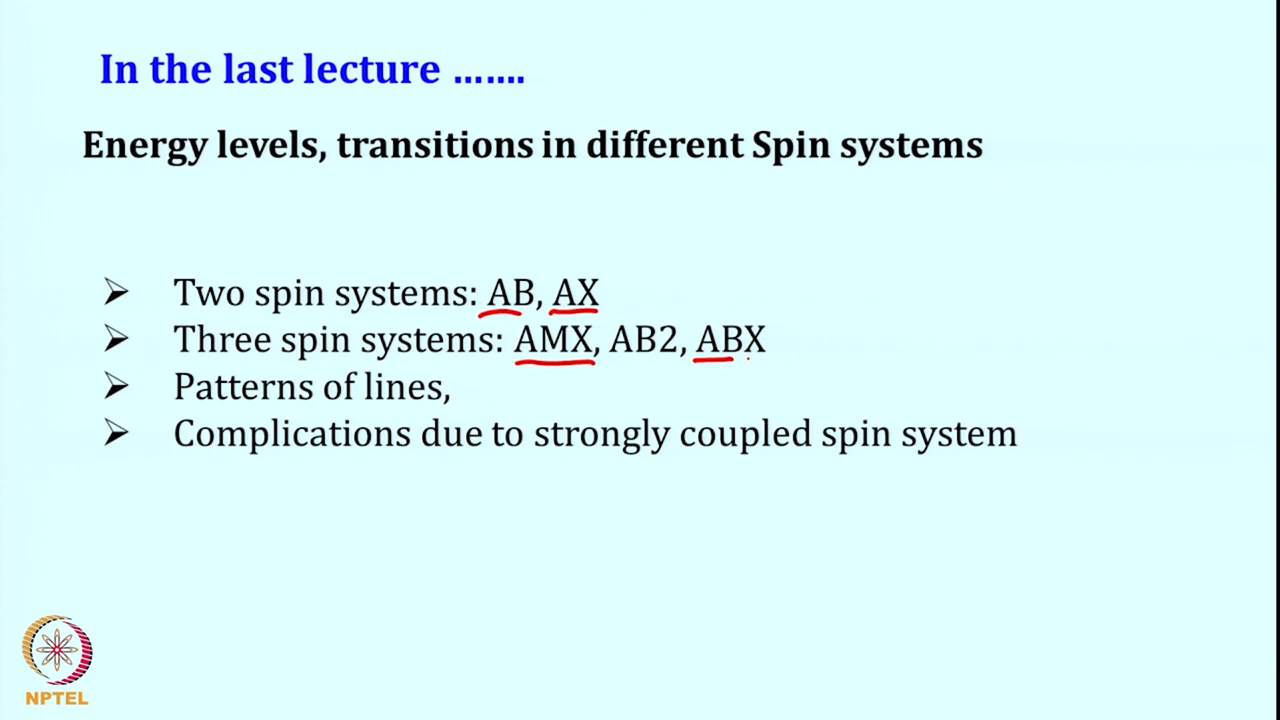 In the last lecture .......
Energy levels, transitions in different Spin systems
➢ Two spin systems: AB, AX
➢ Three spin systems: AMX, AB2, ABX
➢ Patterns of lines,
➢ Complications due to strongly coupled spin system
NPTEL